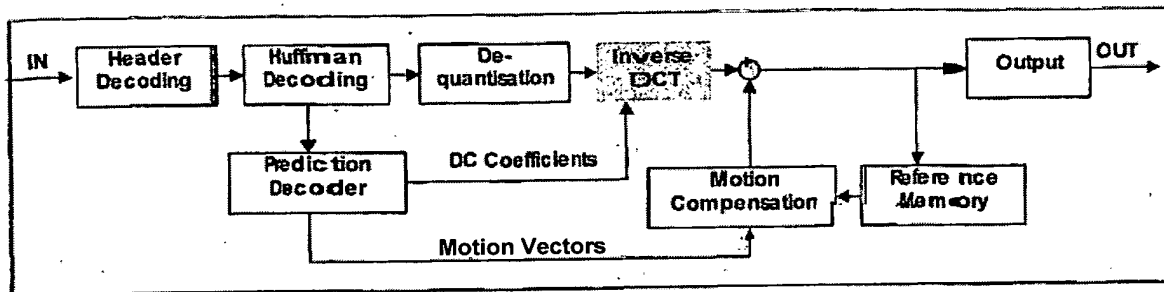 IN
Header
Decoding
Huffman
Decoding
De-
quantisation
Inverse
DCT
Output
OUT
Prediction
Decoder
DC Coefficients
Motion
Compensation
Reference
Memory
Motion Vectors